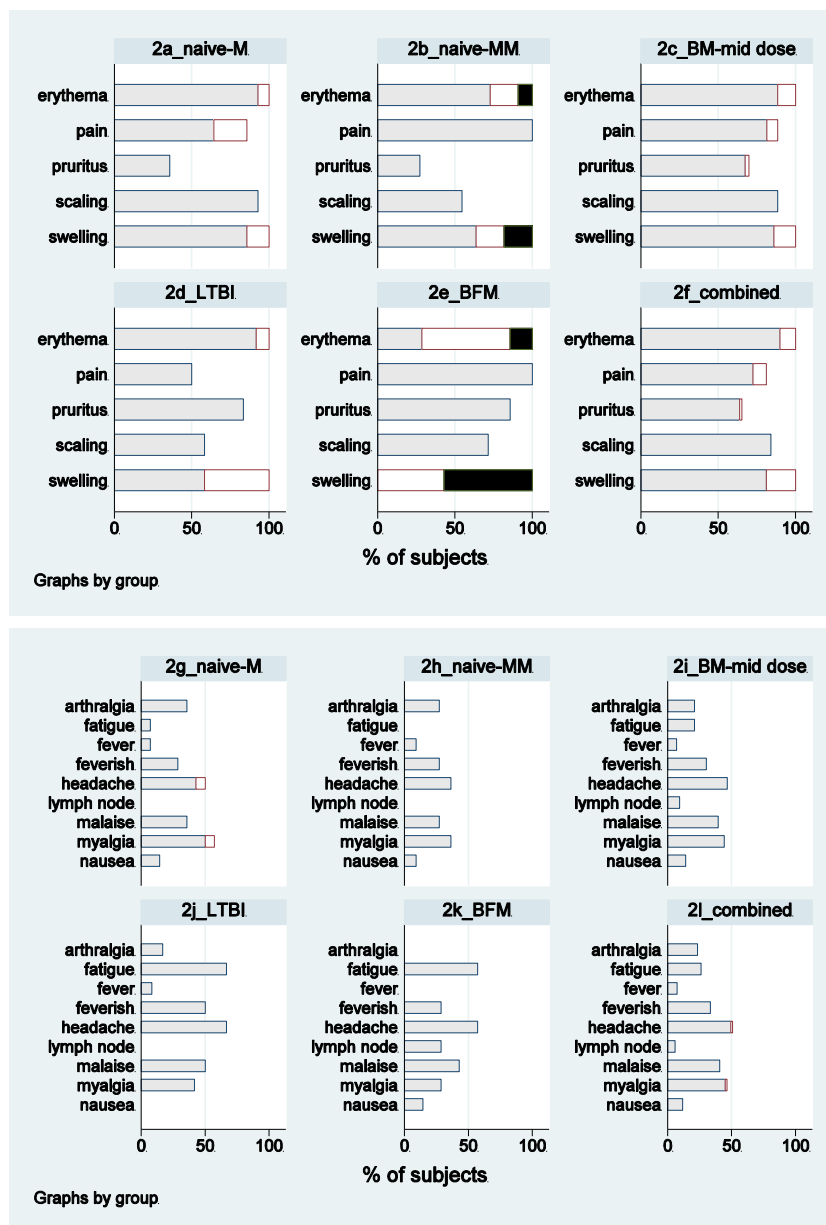 2a_naive-M
2b_naive-MM
2c_BM-mid dose
erythema
pain
pruritus
scaling
swelling
erythema
pain
pruritus
scaling
swelling
erythema
pain
pruritus
scaling
swelling
2d_LTBI
2e_BFM
2f_combined
erythema
pain
pruritus
scaling
swelling
0 50 100
erythema
pain
pruritus
scaling
swelling
0 50 100
erythema
pain
pruritus
scaling
swelling
0 50 100
% of subjects
Graphs by group
2g_naive-M
2h_naive-MM
2i_BM-mid dose
arthralgia
fatigue
fever
feverish
headache
lymph node
malaise
myalgia
nausea
arthralgia
fatigue
fever
feverish
headache
lymph node
malaise
myalgia
nausea
arthralgia
fatigue
fever
feverish
headache
lymph node
malaise
myalgia
nausea
2j_LTBI
2k_BFM
2l_combined
arthralgia
fatigue
fever
feverish
headache
lymph node
malaise
myalgia
nausea
0 50 100
arthralgia
fatigue
fever
feverish
headache
lymph node
malaise
myalgia
nausea
0 50 100
arthralgia
fatigue
fever
feverish
headache
lymph node
malaise
myalgia
nausea
0 50 100
% of subjects
Graphs by group